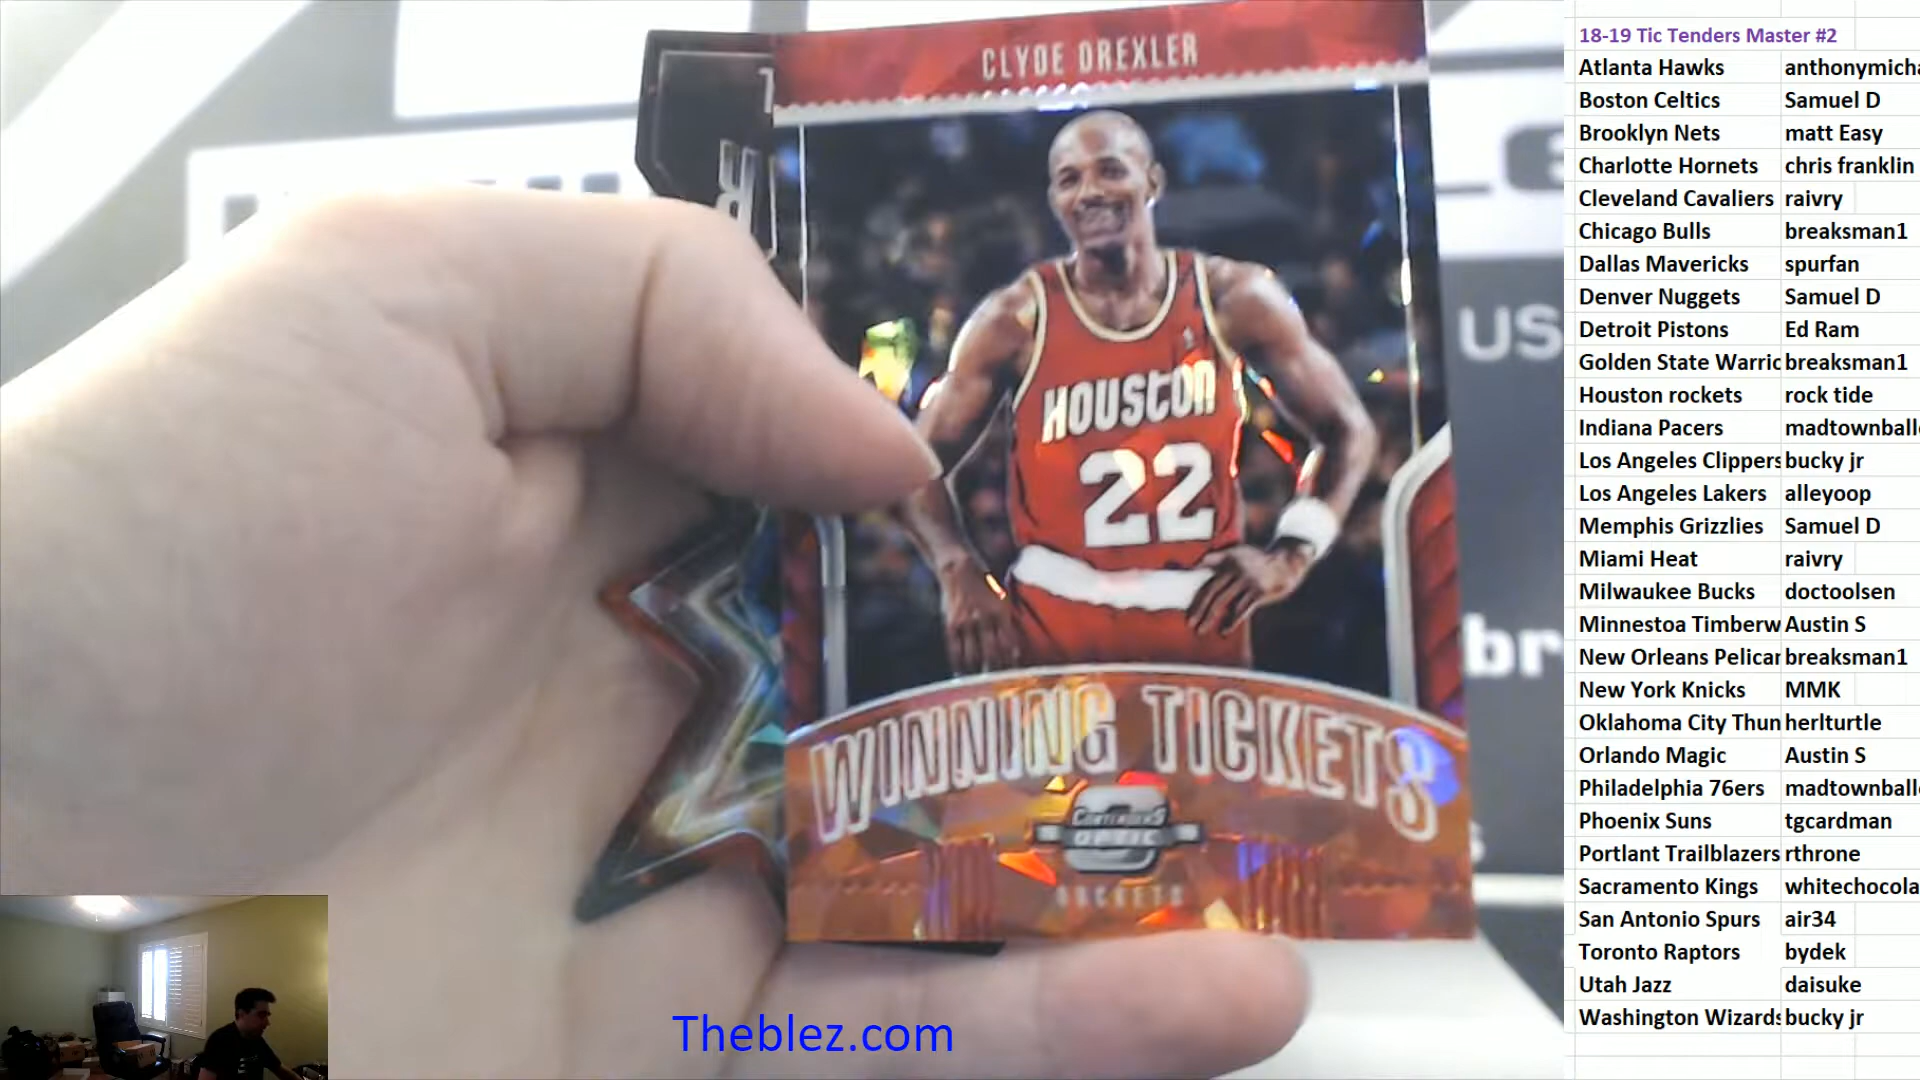 CLYDE DREXLER
HOUSTON
22
WINNING TICKETS
CONTENDERS
OPTIC
ROCKETS
US
br
Theblez.com
18-19 Tic Tenders Master #2
Atlanta Hawks anthonymicha
Boston Celtics Samuel D
Brooklyn Nets matt Easy
Charlotte Hornets chris franklin
Cleveland Cavaliers raivry
Chicago Bulls breaksman1
Dallas Mavericks spurfan
Denver Nuggets Samuel D
Detroit Pistons Ed Ram
Golden State Warric breaksman1
Houston rockets rock tide
Indiana Pacers madtownballe
Los Angeles Clippers bucky jr
Los Angeles Lakers alleyoop
Memphis Grizzlies Samuel D
Miami Heat raivry
Milwaukee Bucks doctoolsen
Minnestoa Timberw Austin S
New Orleans Pelican breaksman1
New York Knicks MMK
Oklahoma City Thun herlturtle
Orlando Magic Austin S
Philadelphia 76ers madtownballe
Phoenix Suns tgcardman
Portlant Trailblazers rthrone
Sacramento Kings whitechocola
San Antonio Spurs air34
Toronto Raptors bydek
Utah Jazz daisuke
Washington Wizards bucky jr